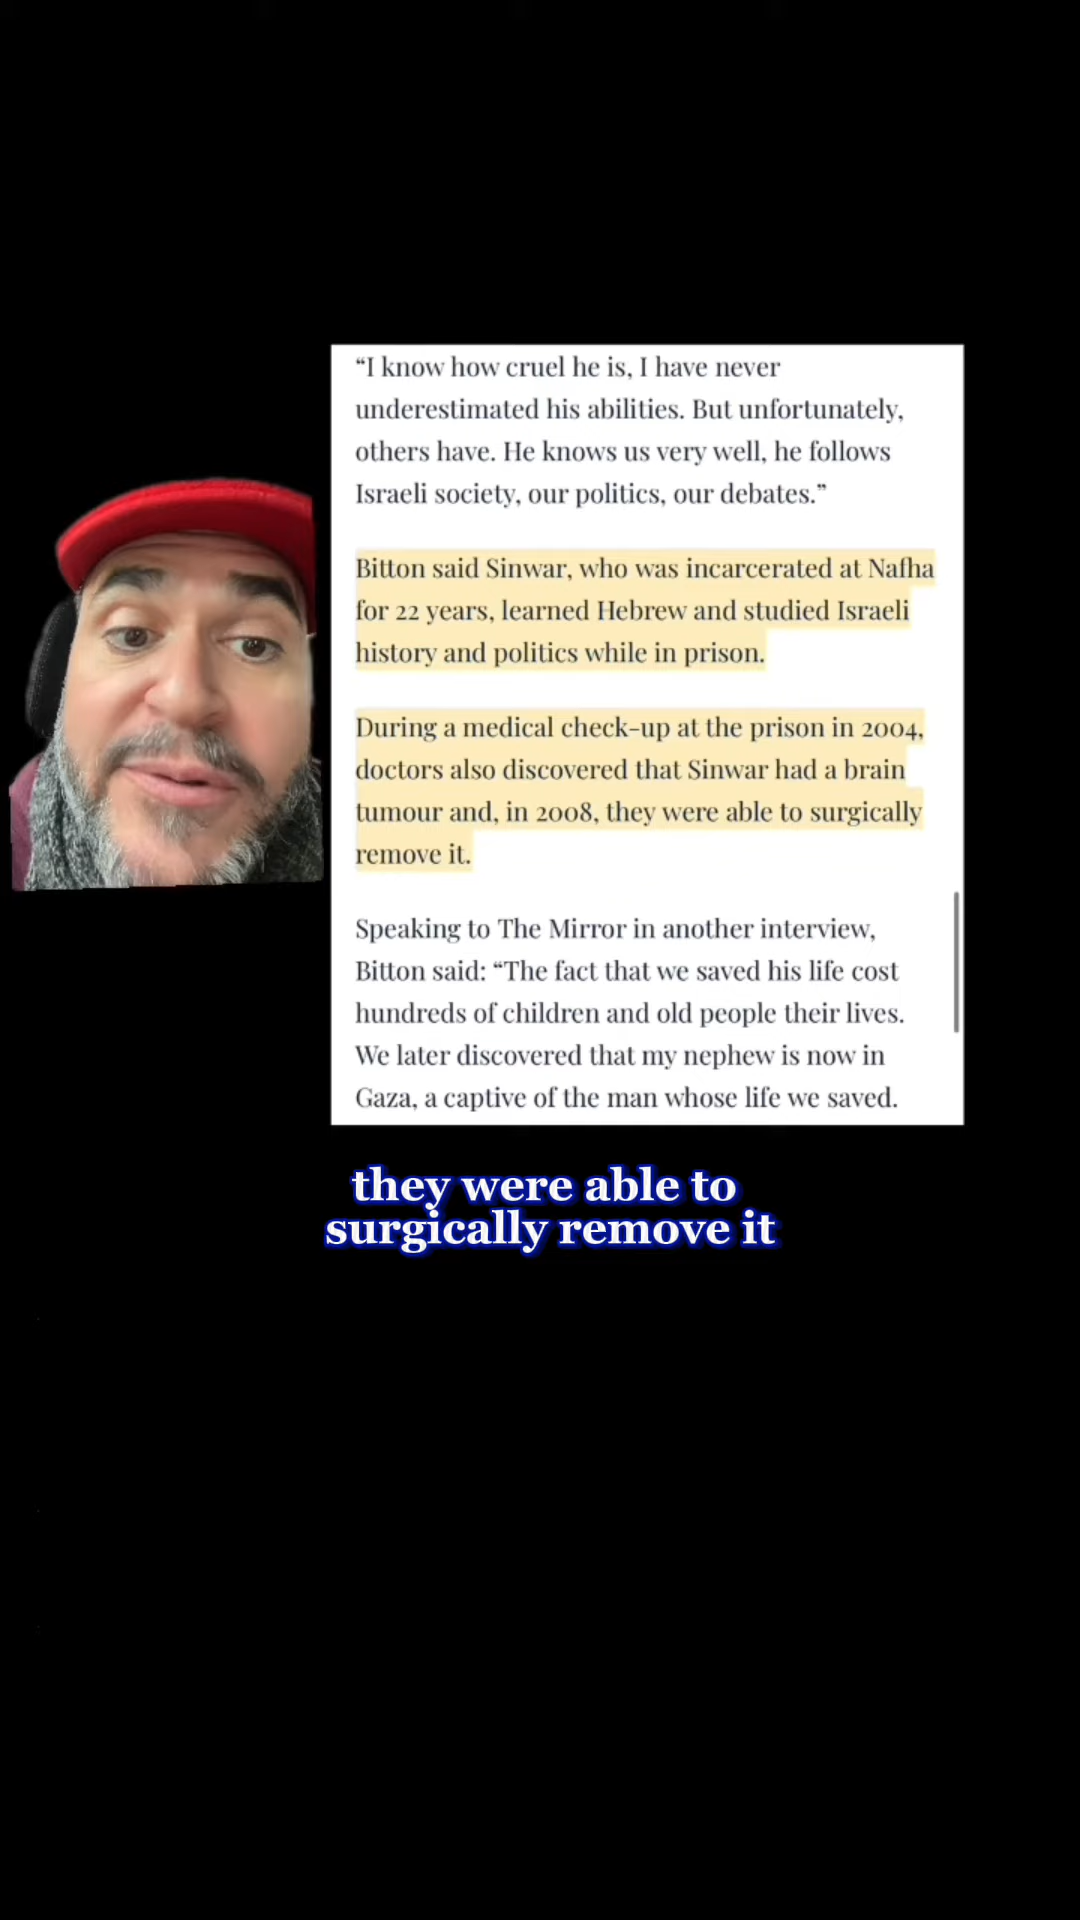 “I know how cruel he is, I have never
underestimated his abilities. But unfortunately,
others have. He knows us very well, he follows
Israeli society, our politics, our debates.”
Bitton said Sinwar, who was incarcerated at Nafha
for 22 years, learned Hebrew and studied Israeli
history and politics while in prison.
During a medical check-up at the prison in 2004,
doctors also discovered that Sinwar had a brain
tumour and, in 2008, they were able to surgically
remove it.
Speaking to The Mirror in another interview,
Bitton said: “The fact that we saved his life cost
hundreds of children and old people their lives.
We later discovered that my nephew is now in
Gaza, a captive of the man whose life we saved.
they were able to
surgically remove it